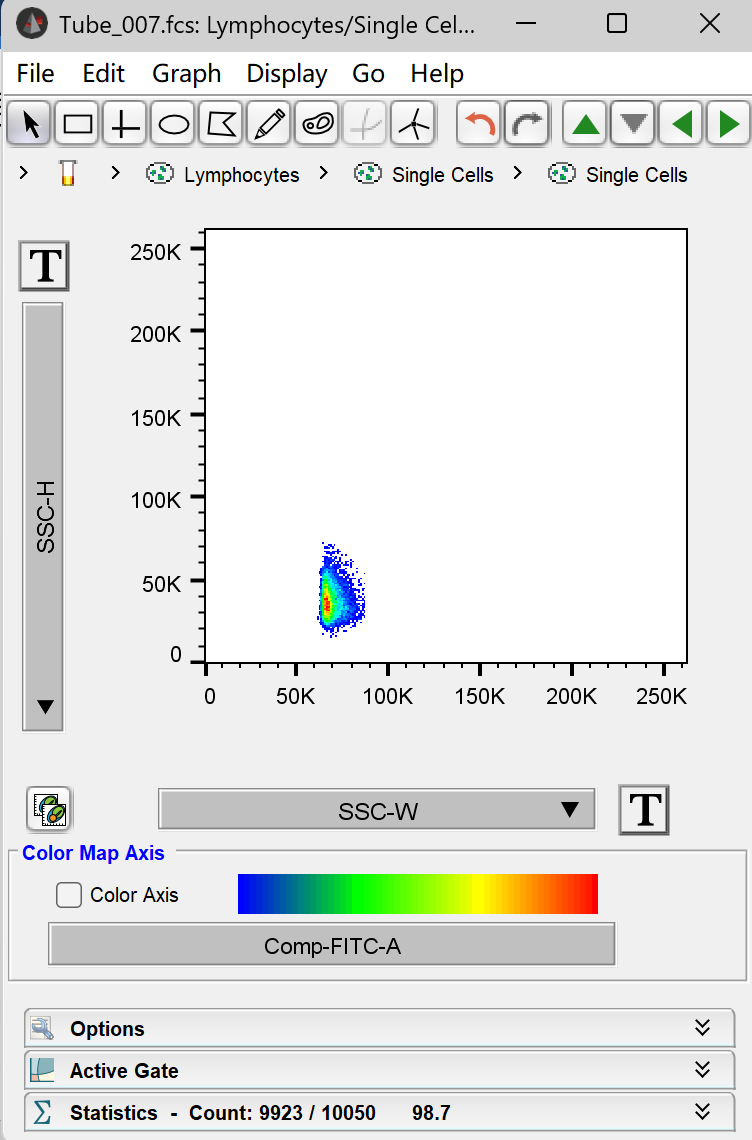 Tube_007.fcs: Lymphocytes/Single Cel...
File Edit Graph Display Go Help
> > Lymphocytes > Single Cells > Single Cells
T
250K
200K
150K
100K
50K
0
SSC-H
0 50K 100K 150K 200K 250K
SSC-W
T
Color Map Axis
Color Axis
Comp-FITC-A
Options
Active Gate
Σ Statistics - Count: 9923 / 10050 98.7